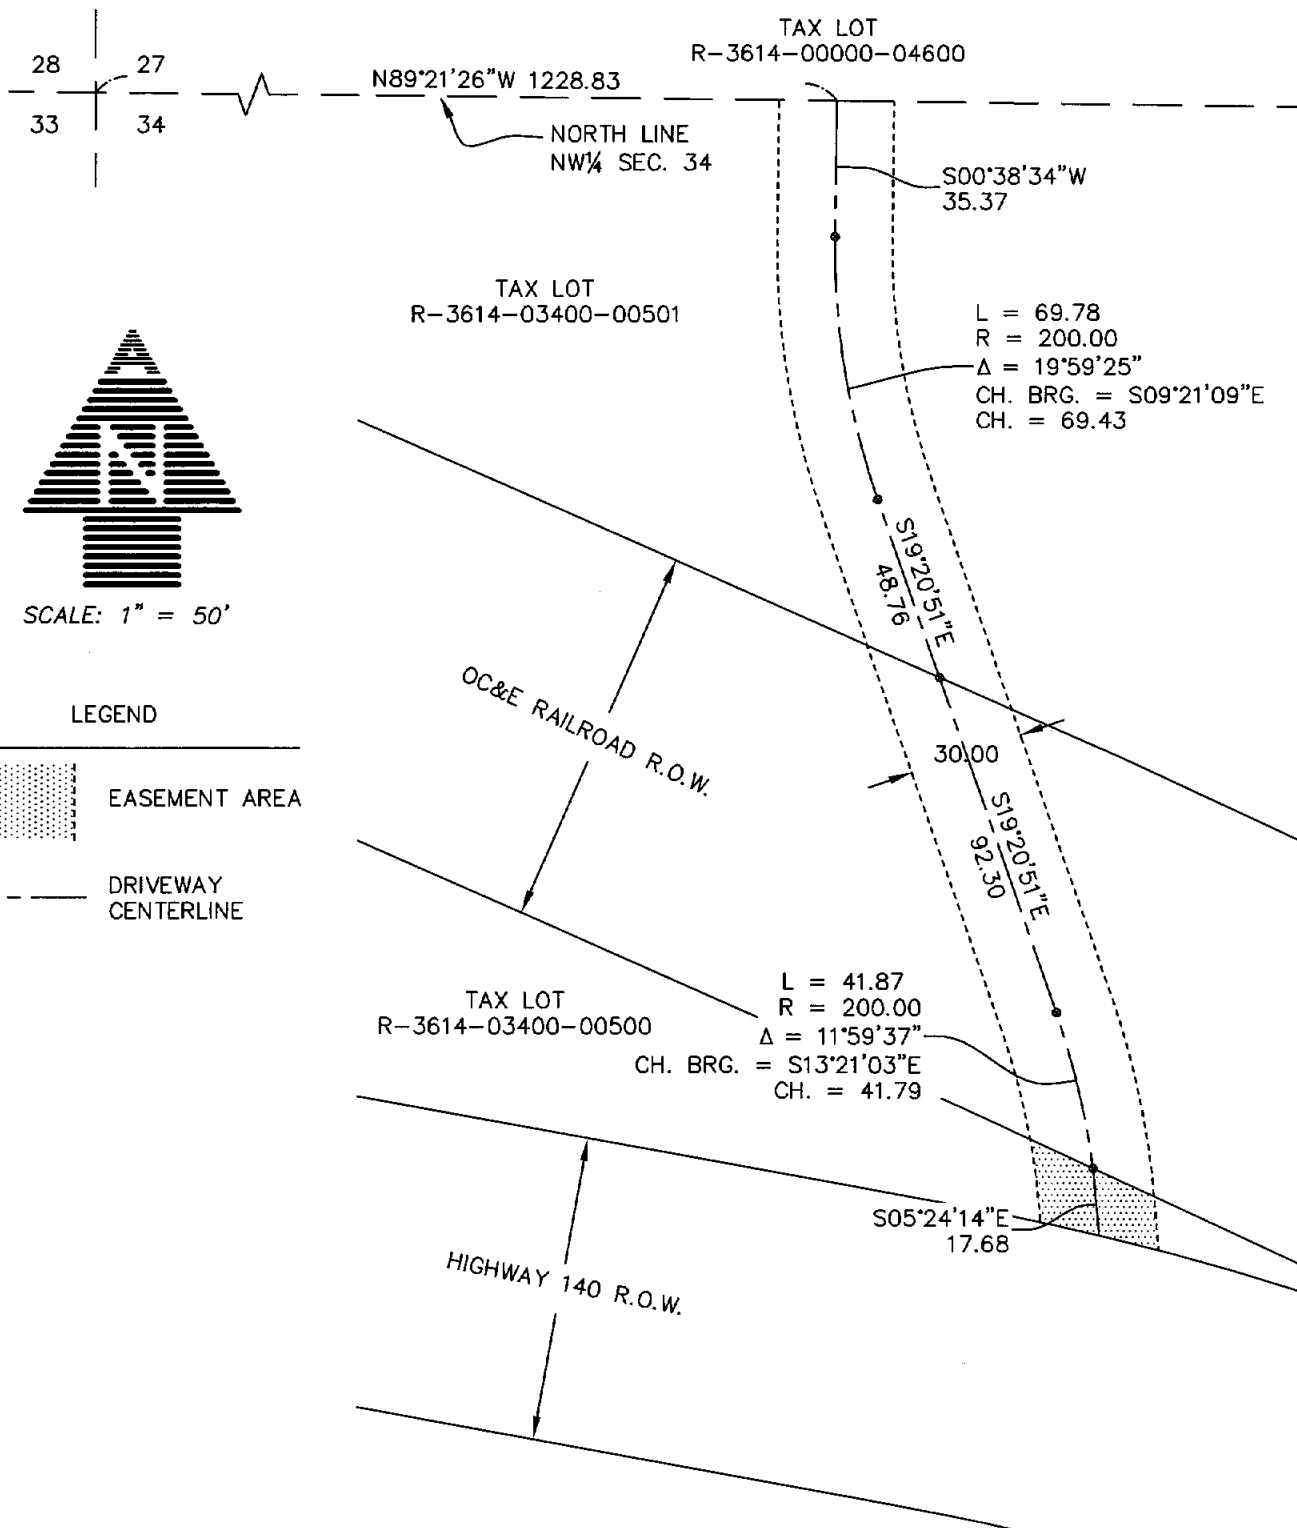 TAX LOT
R-3614-00000-04600
28 27
33 34
N89°21'26"W 1228.83
NORTH LINE
NW¼ SEC. 34
S00°38'34"W
35.37
TAX LOT
R-3614-03400-00501
L = 69.78
R = 200.00
Δ = 19°59'25"
CH. BRG. = S09°21'09"E
CH. = 69.43
N
SCALE: 1" = 50'
S19°20'51"E
48.76
OC&E RAILROAD R.O.W.
LEGEND
EASEMENT AREA
DRIVEWAY
CENTERLINE
30.00
S19°20'51"E
92.30
TAX LOT
R-3614-03400-00500
L = 41.87
R = 200.00
Δ = 11°59'37"
CH. BRG. = S13°21'03"E
CH. = 41.79
S05°24'14"E
17.68
HIGHWAY 140 R.O.W.